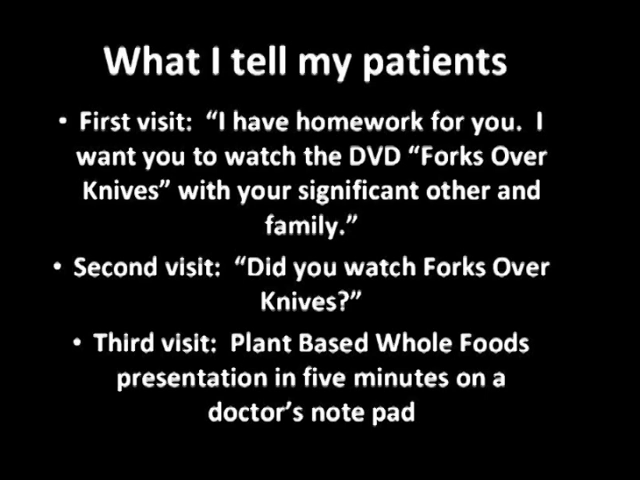 What I tell my patients
• First visit:  “I have homework for you.  I
want you to watch the DVD “Forks Over
Knives” with your significant other and
family.”
• Second visit:  “Did you watch Forks Over
Knives?”
• Third visit:  Plant Based Whole Foods
presentation in five minutes on a
doctor’s note pad